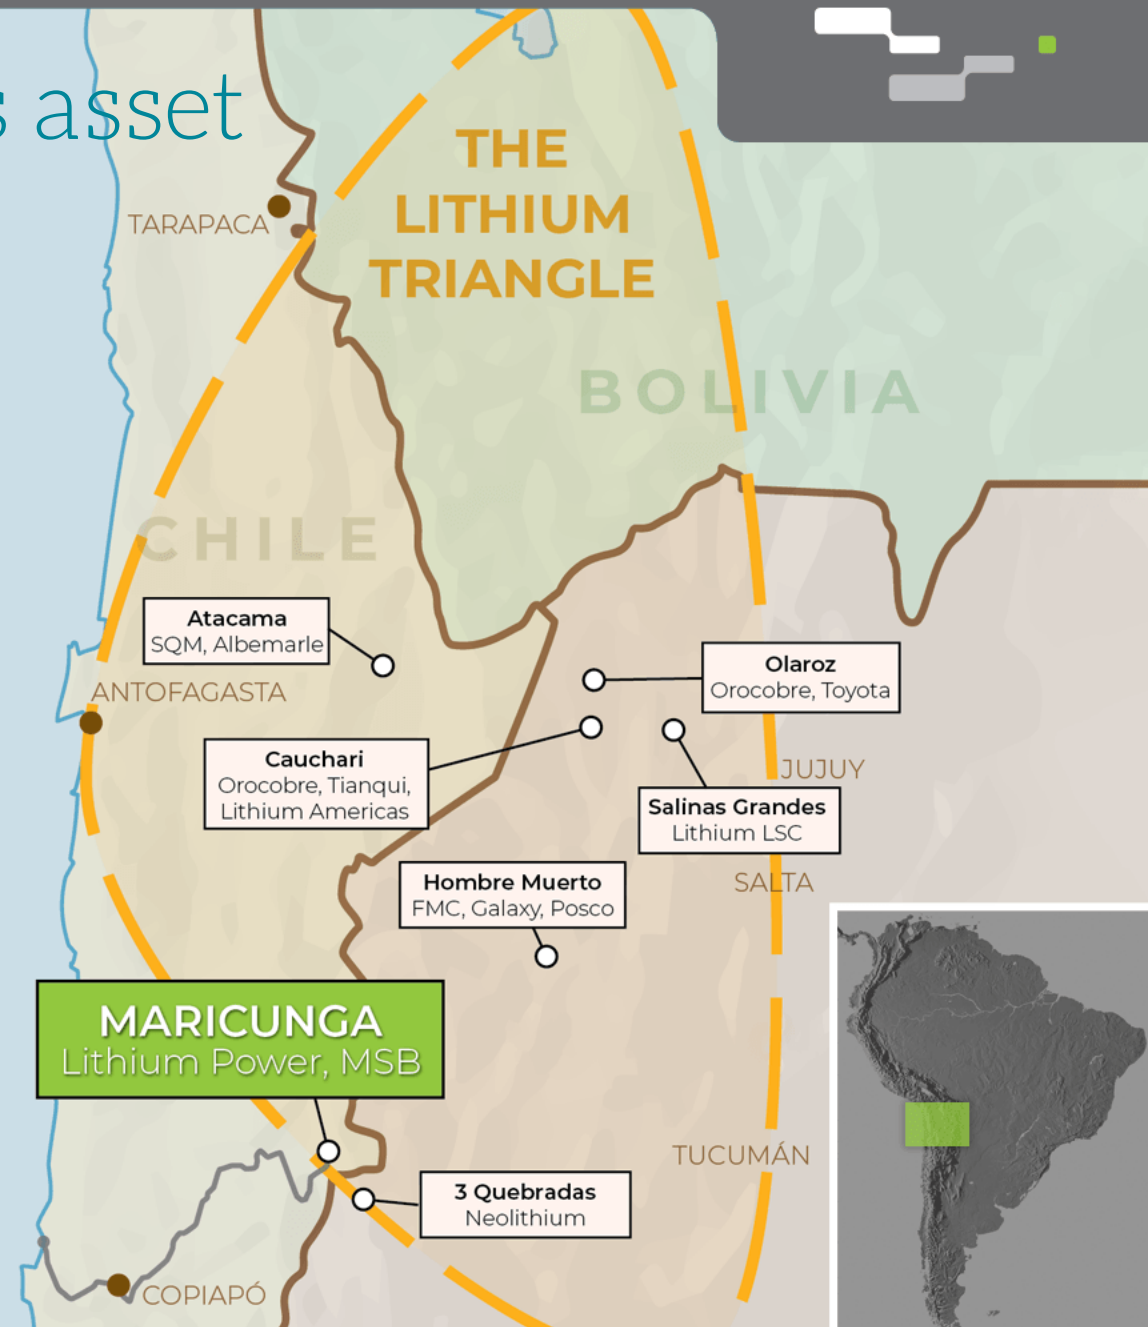 s asset
THE
LITHIUM
TRIANGLE
TARAPACA
BOLIVIA
CHILE
Atacama
SQM, Albemarle
ANTOFAGASTA
Olaroz
Orocobre, Toyota
Cauchari
Orocobre, Tianqui,
Lithium Americas
JUJUY
Salinas Grandes
Lithium LSC
SALTA
Hombre Muerto
FMC, Galaxy, Posco
MARICUNGA
Lithium Power, MSB
TUCUMÁN
3 Quebradas
Neolithium
COPIAPÓ